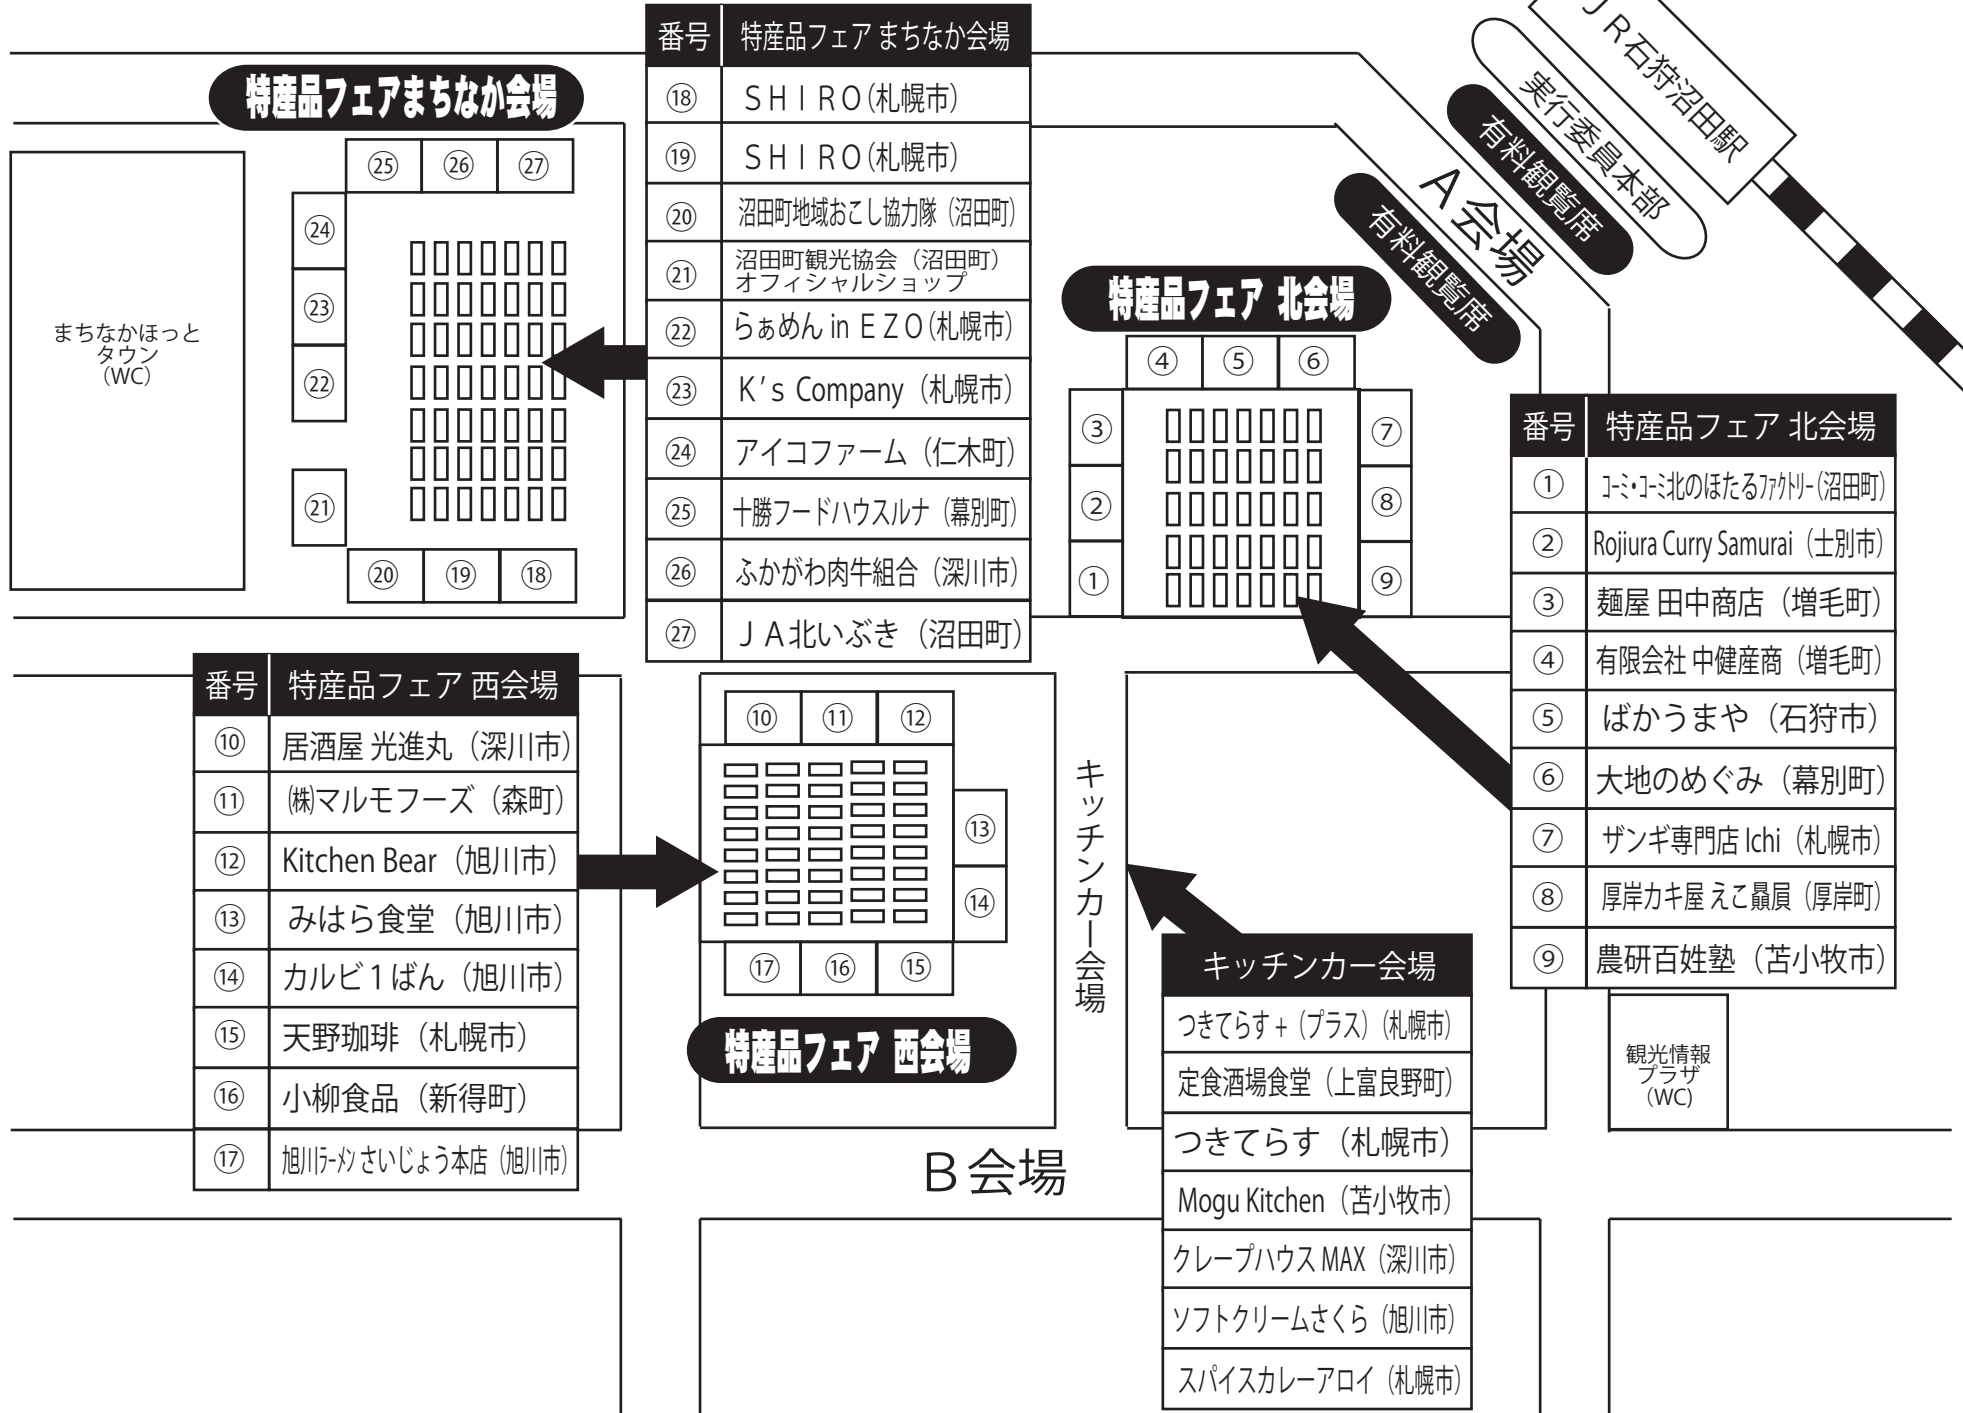 JR石狩沼田駅
実行委員本部
有料観覧席
A会場
有料観覧席
特産品フェアまちなか会場
㉕ ㉖ ㉗
㉔
㉓
㉒
㉑
⑳ ⑲ ⑱
まちなかほっと
タウン
(WC)
番号 特産品フェア まちなか会場
⑱ SHIRO(札幌市)
⑲ SHIRO(札幌市)
⑳ 沼田町地域おこし協力隊(沼田町)
㉑ 沼田町観光協会(沼田町)
オフィシャルショップ
㉒ らぁめん in EZO(札幌市)
㉓ K's Company(札幌市)
㉔ アイコファーム(仁木町)
㉕ 十勝フードハウスルナ(幕別町)
㉖ ふかがわ肉牛組合(深川市)
㉗ JA北いぶき(沼田町)
特産品フェア 北会場
④ ⑤ ⑥
③ ⑦
② ⑧
① ⑨
番号 特産品フェア 北会場
① コーミ・コーミ北のほたるファクトリー(沼田町)
② Rojiura Curry Samurai(士別市)
③ 麺屋 田中商店(増毛町)
④ 有限会社 中健産商(増毛町)
⑤ ばかうまや(石狩市)
⑥ 大地のめぐみ(幕別町)
⑦ ザンギ専門店 Ichi(札幌市)
⑧ 厚岸カキ屋 えこ贔屓(厚岸町)
⑨ 農研百姓塾(苫小牧市)
番号 特産品フェア 西会場
⑩ 居酒屋 光進丸(深川市)
⑪ ㈱マルモフーズ(森町)
⑫ Kitchen Bear(旭川市)
⑬ みはら食堂(旭川市)
⑭ カルビ1ばん(旭川市)
⑮ 天野珈琲(札幌市)
⑯ 小柳食品(新得町)
⑰ 旭川ラーメン さいじょう本店(旭川市)
⑩ ⑪ ⑫
⑬
⑭
⑰ ⑯ ⑮
特産品フェア 西会場
キッチンカー会場
B会場
キッチンカー会場
つきてらす+(プラス)(札幌市)
定食酒場食堂(上富良野町)
つきてらす(札幌市)
Mogu Kitchen(苫小牧市)
クレープハウス MAX(深川市)
ソフトクリームさくら(旭川市)
スパイスカレーアロイ(札幌市)
観光情報
プラザ
(WC)